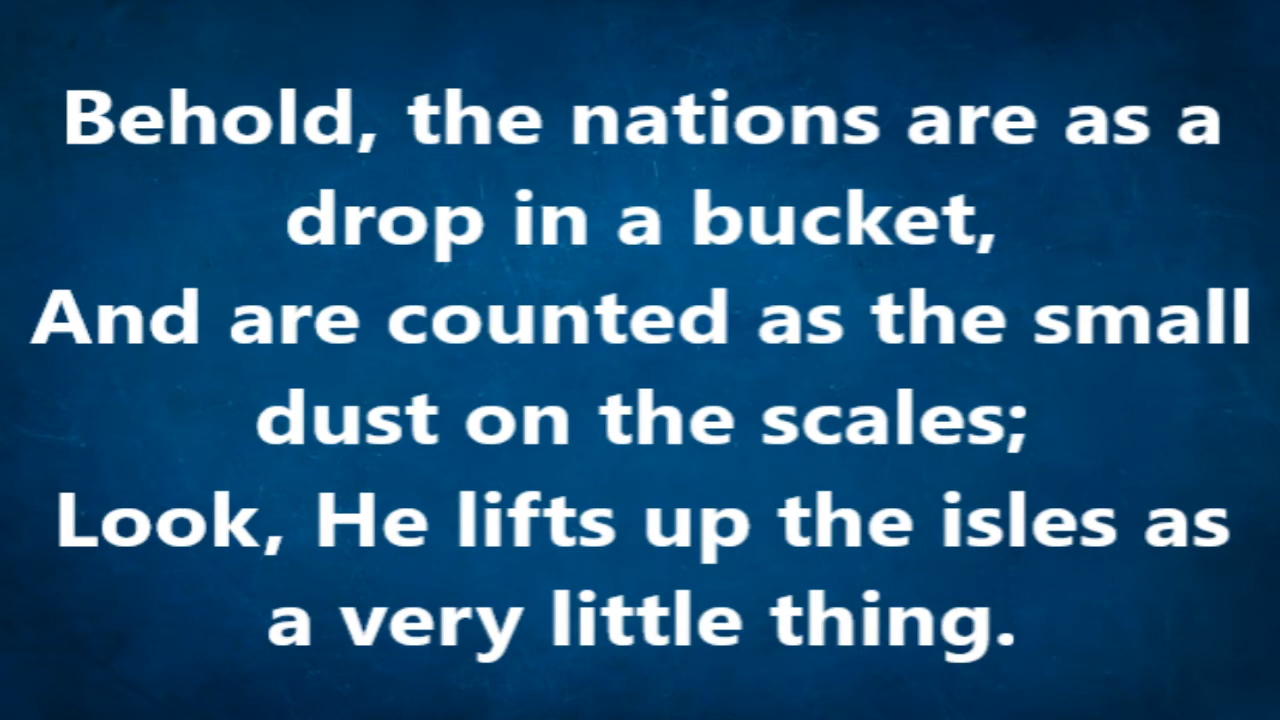 Behold, the nations are as a
drop in a bucket,
And are counted as the small
dust on the scales;
Look, He lifts up the isles as
a very little thing.